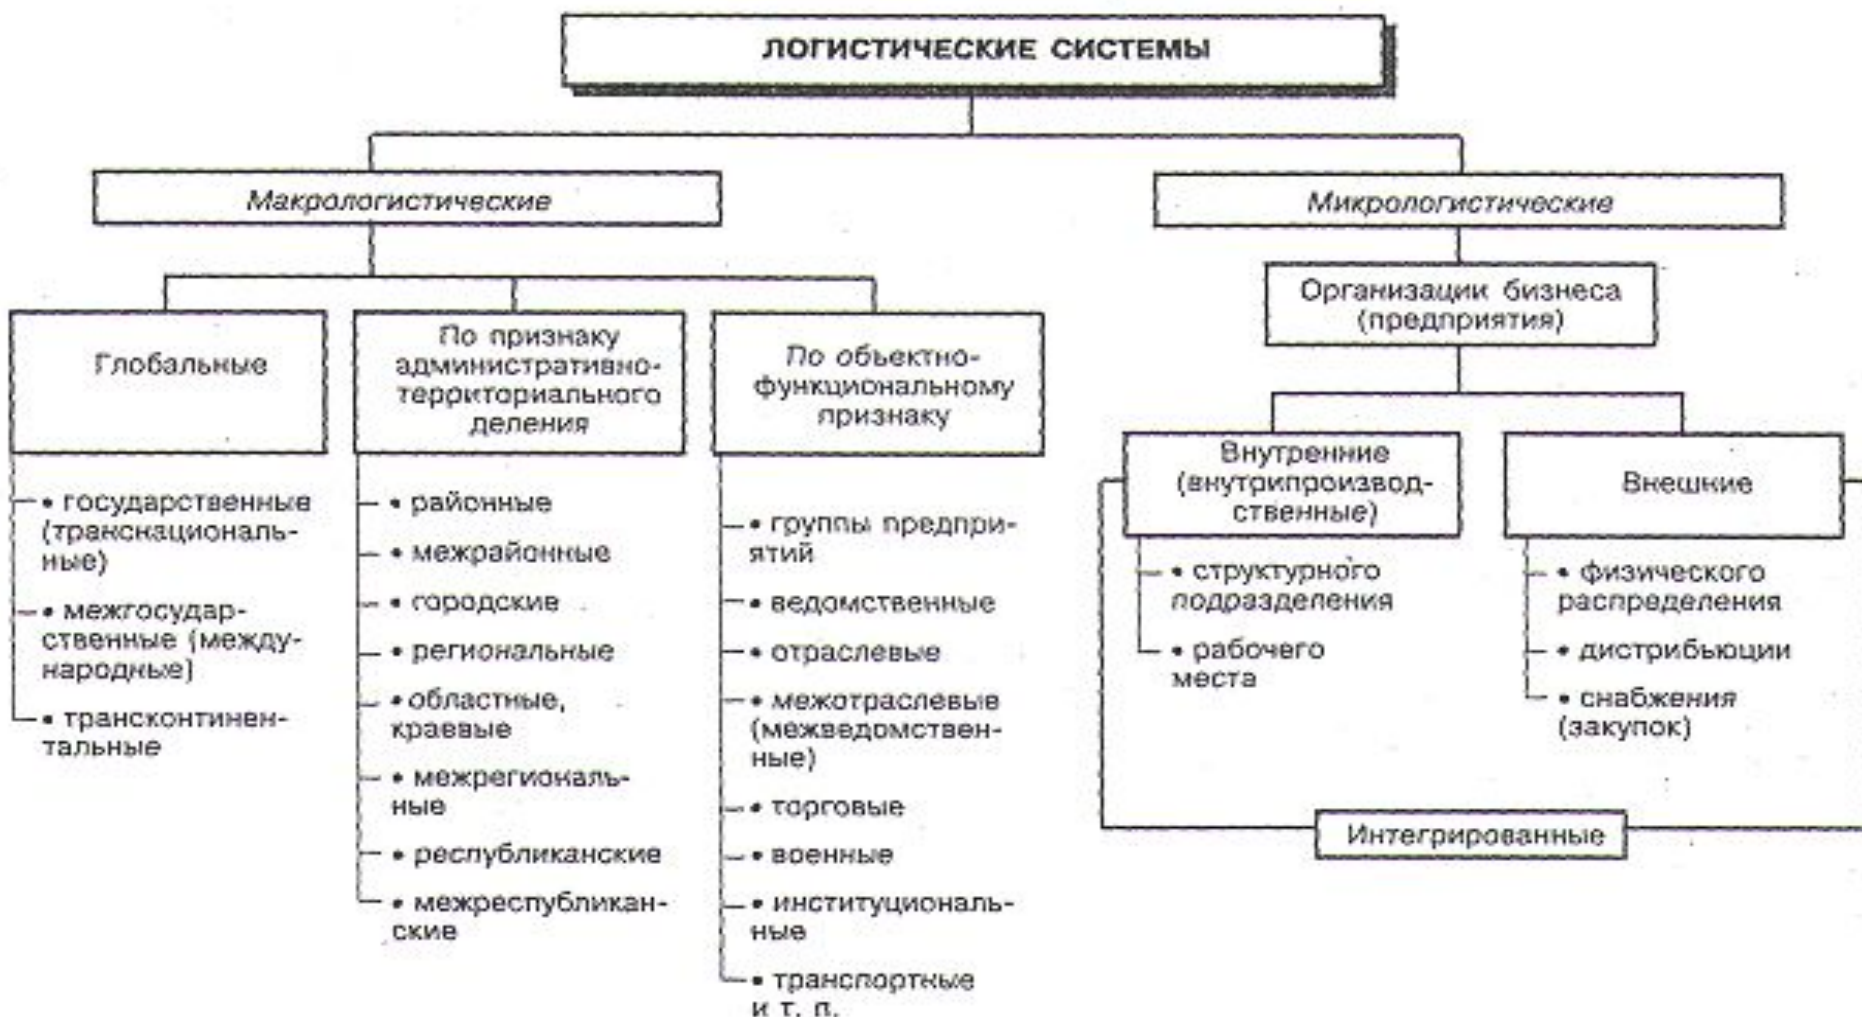 ЛОГИСТИЧЕСКИЕ СИСТЕМЫ
Макрологистические
Глобальные
• государственные
(транснациональ-
ные)
• межгосудар-
ственные (между-
народные)
• трансконтинен-
тальные
По признаку
административно-
территориального
деления
• районные
• межрайонные
• городские
• региональные
• областные,
краевые
• межрегиональ-
ные
• республиканские
• межреспубликан-
ские
По объектно-
функциональному
признаку
• группы предпри-
ятий
• ведомственные
• отраслевые
• межотраслевые
(межведомствен-
ные)
• торговые
• военные
• институциональ-
ные
• транспортные
и т. п.
Микрологистические
Организации бизнеса
(предприятия)
Внутренние
(внутрипроизвод-
ственные)
• структурного
подразделения
• рабочего
места
Внешние
• физического
распределения
• дистрибьюции
• снабжения
(закупок)
Интегрированные